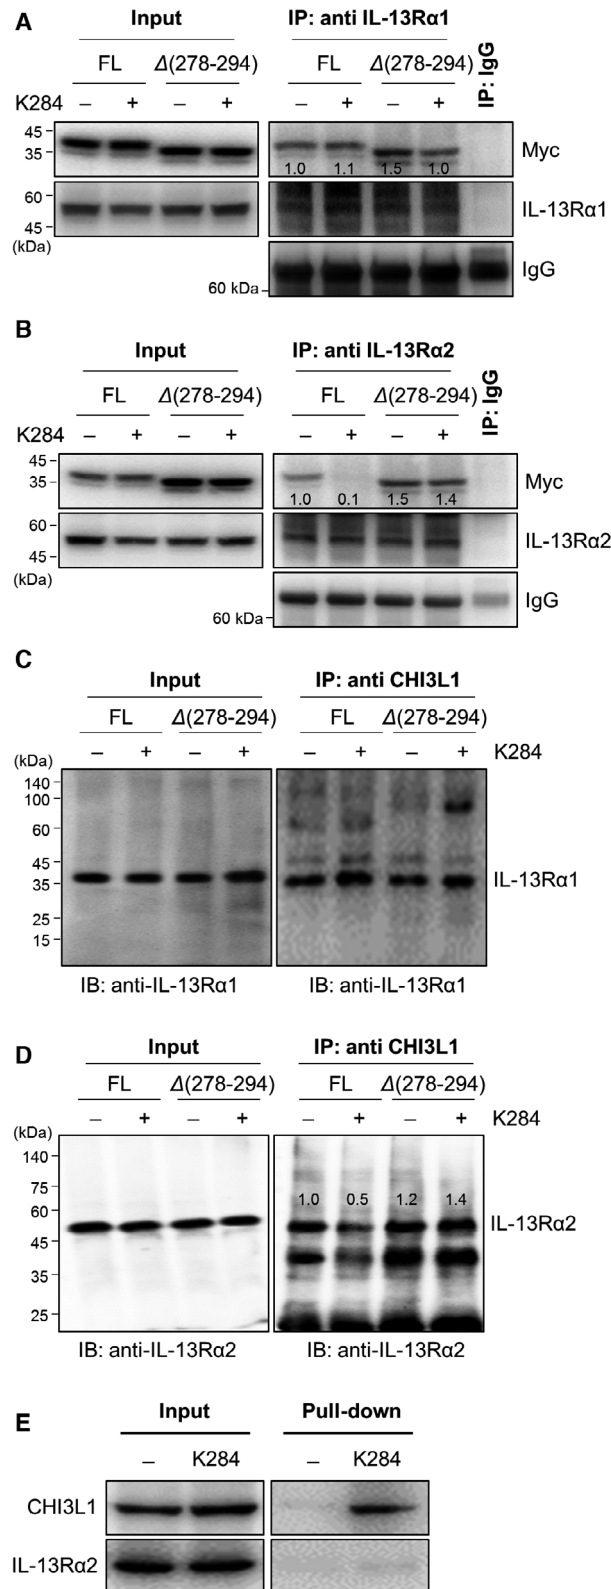 A
Input IP: anti IL-13Rα1
FL Δ(278-294) FL Δ(278-294) IP: IgG
K284 – + – + – + – +
45
35 Myc
1.0 1.1 1.5 1.0
60 IL-13Rα1
45
(kDa)
IgG
60 kDa
B
Input IP: anti IL-13Rα2
FL Δ(278-294) FL Δ(278-294) IP: IgG
K284 – + – + – + – +
45
35 Myc
1.0 0.1 1.5 1.4
60 IL-13Rα2
45
(kDa)
IgG
60 kDa
C
Input IP: anti CHI3L1
FL Δ(278-294) FL Δ(278-294)
– + – + – + – + K284
(kDa)
140
100
60
45
35 IL-13Rα1
25
15
IB: anti-IL-13Rα1 IB: anti-IL-13Rα1
D
Input IP: anti CHI3L1
FL Δ(278-294) FL Δ(278-294)
– + – + – + – + K284
(kDa)
140
75
1.0 0.5 1.2 1.4
60 IL-13Rα2
45
35
25
IB: anti-IL-13Rα2 IB: anti-IL-13Rα2
E
Input Pull-down
– K284 – K284
CHI3L1
IL-13Rα2